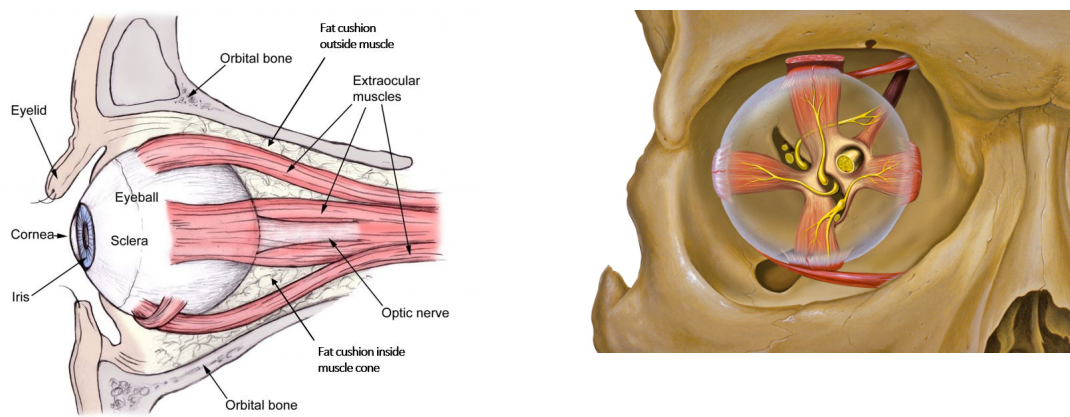 Fat cushion
outside muscle
Orbital bone
Extraocular
muscles
Eyelid
Eyeball
Cornea
Sclera
Iris
Optic nerve
Fat cushion inside
muscle cone
Orbital bone